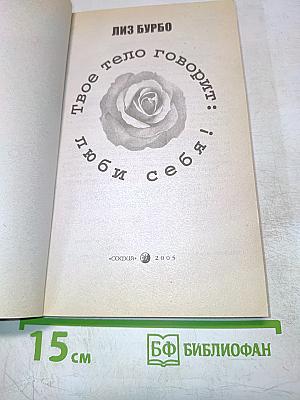 ЛИЗ БУРБО
Твое тело говорит:
люби себя!
«СОФИЯ» 2005
15 см
БФ БИБЛИОФАН